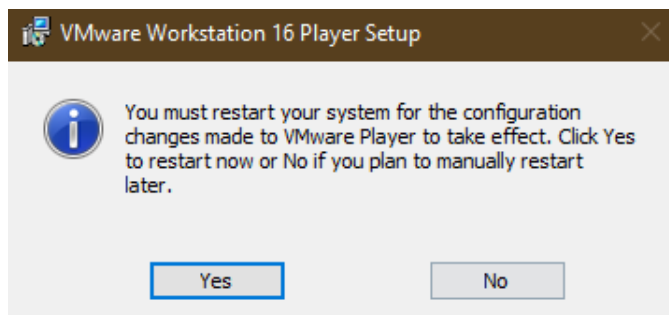 VMware Workstation 16 Player Setup
You must restart your system for the configuration
changes made to VMware Player to take effect. Click Yes
to restart now or No if you plan to manually restart
later.
Yes
No